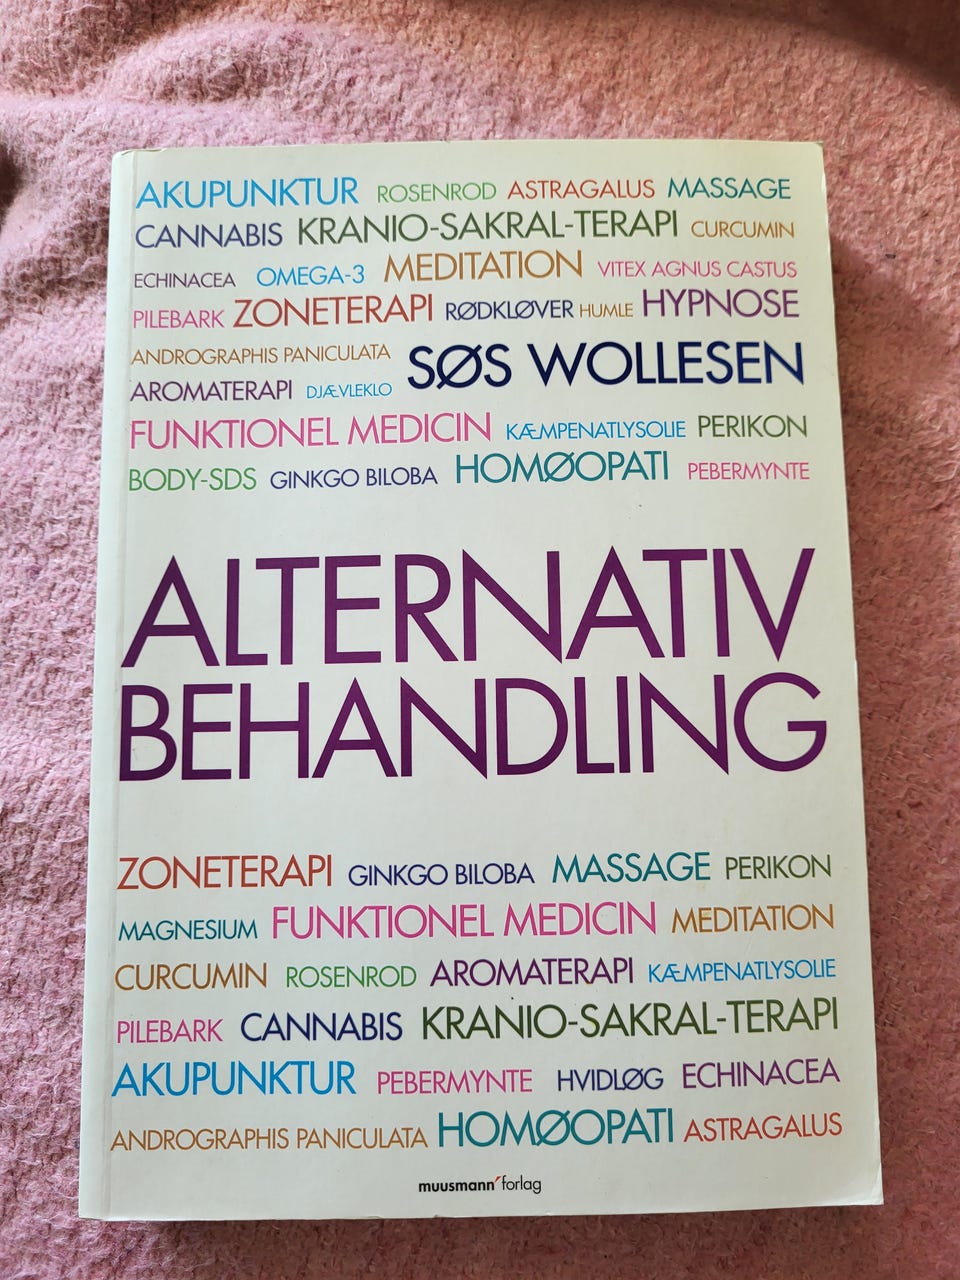 AKUPUNKTUR ROSENROD ASTRAGALUS MASSAGE
CANNABIS KRANIO-SAKRAL-TERAPI CURCUMIN
ECHINACEA OMEGA-3 MEDITATION VITEX AGNUS CASTUS
PILEBARK ZONETERAPI RØDKLØVER HUMLE HYPNOSE
ANDROGRAPHIS PANICULATA SØS WOLLESEN
AROMATERAPI DJÆVLEKLO
FUNKTIONEL MEDICIN KÆMPENATLYSOLIE PERIKON
BODY-SDS GINKGO BILOBA HOMØOPATI PEBERMYNTE
ALTERNATIV
BEHANDLING
ZONETERAPI GINKGO BILOBA MASSAGE PERIKON
MAGNESIUM FUNKTIONEL MEDICIN MEDITATION
CURCUMIN ROSENROD AROMATERAPI KÆMPENATLYSOLIE
PILEBARK CANNABIS KRANIO-SAKRAL-TERAPI
AKUPUNKTUR PEBERMYNTE HVIDLØG ECHINACEA
ANDROGRAPHIS PANICULATA HOMØOPATI ASTRAGALUS
muusmann'forlag